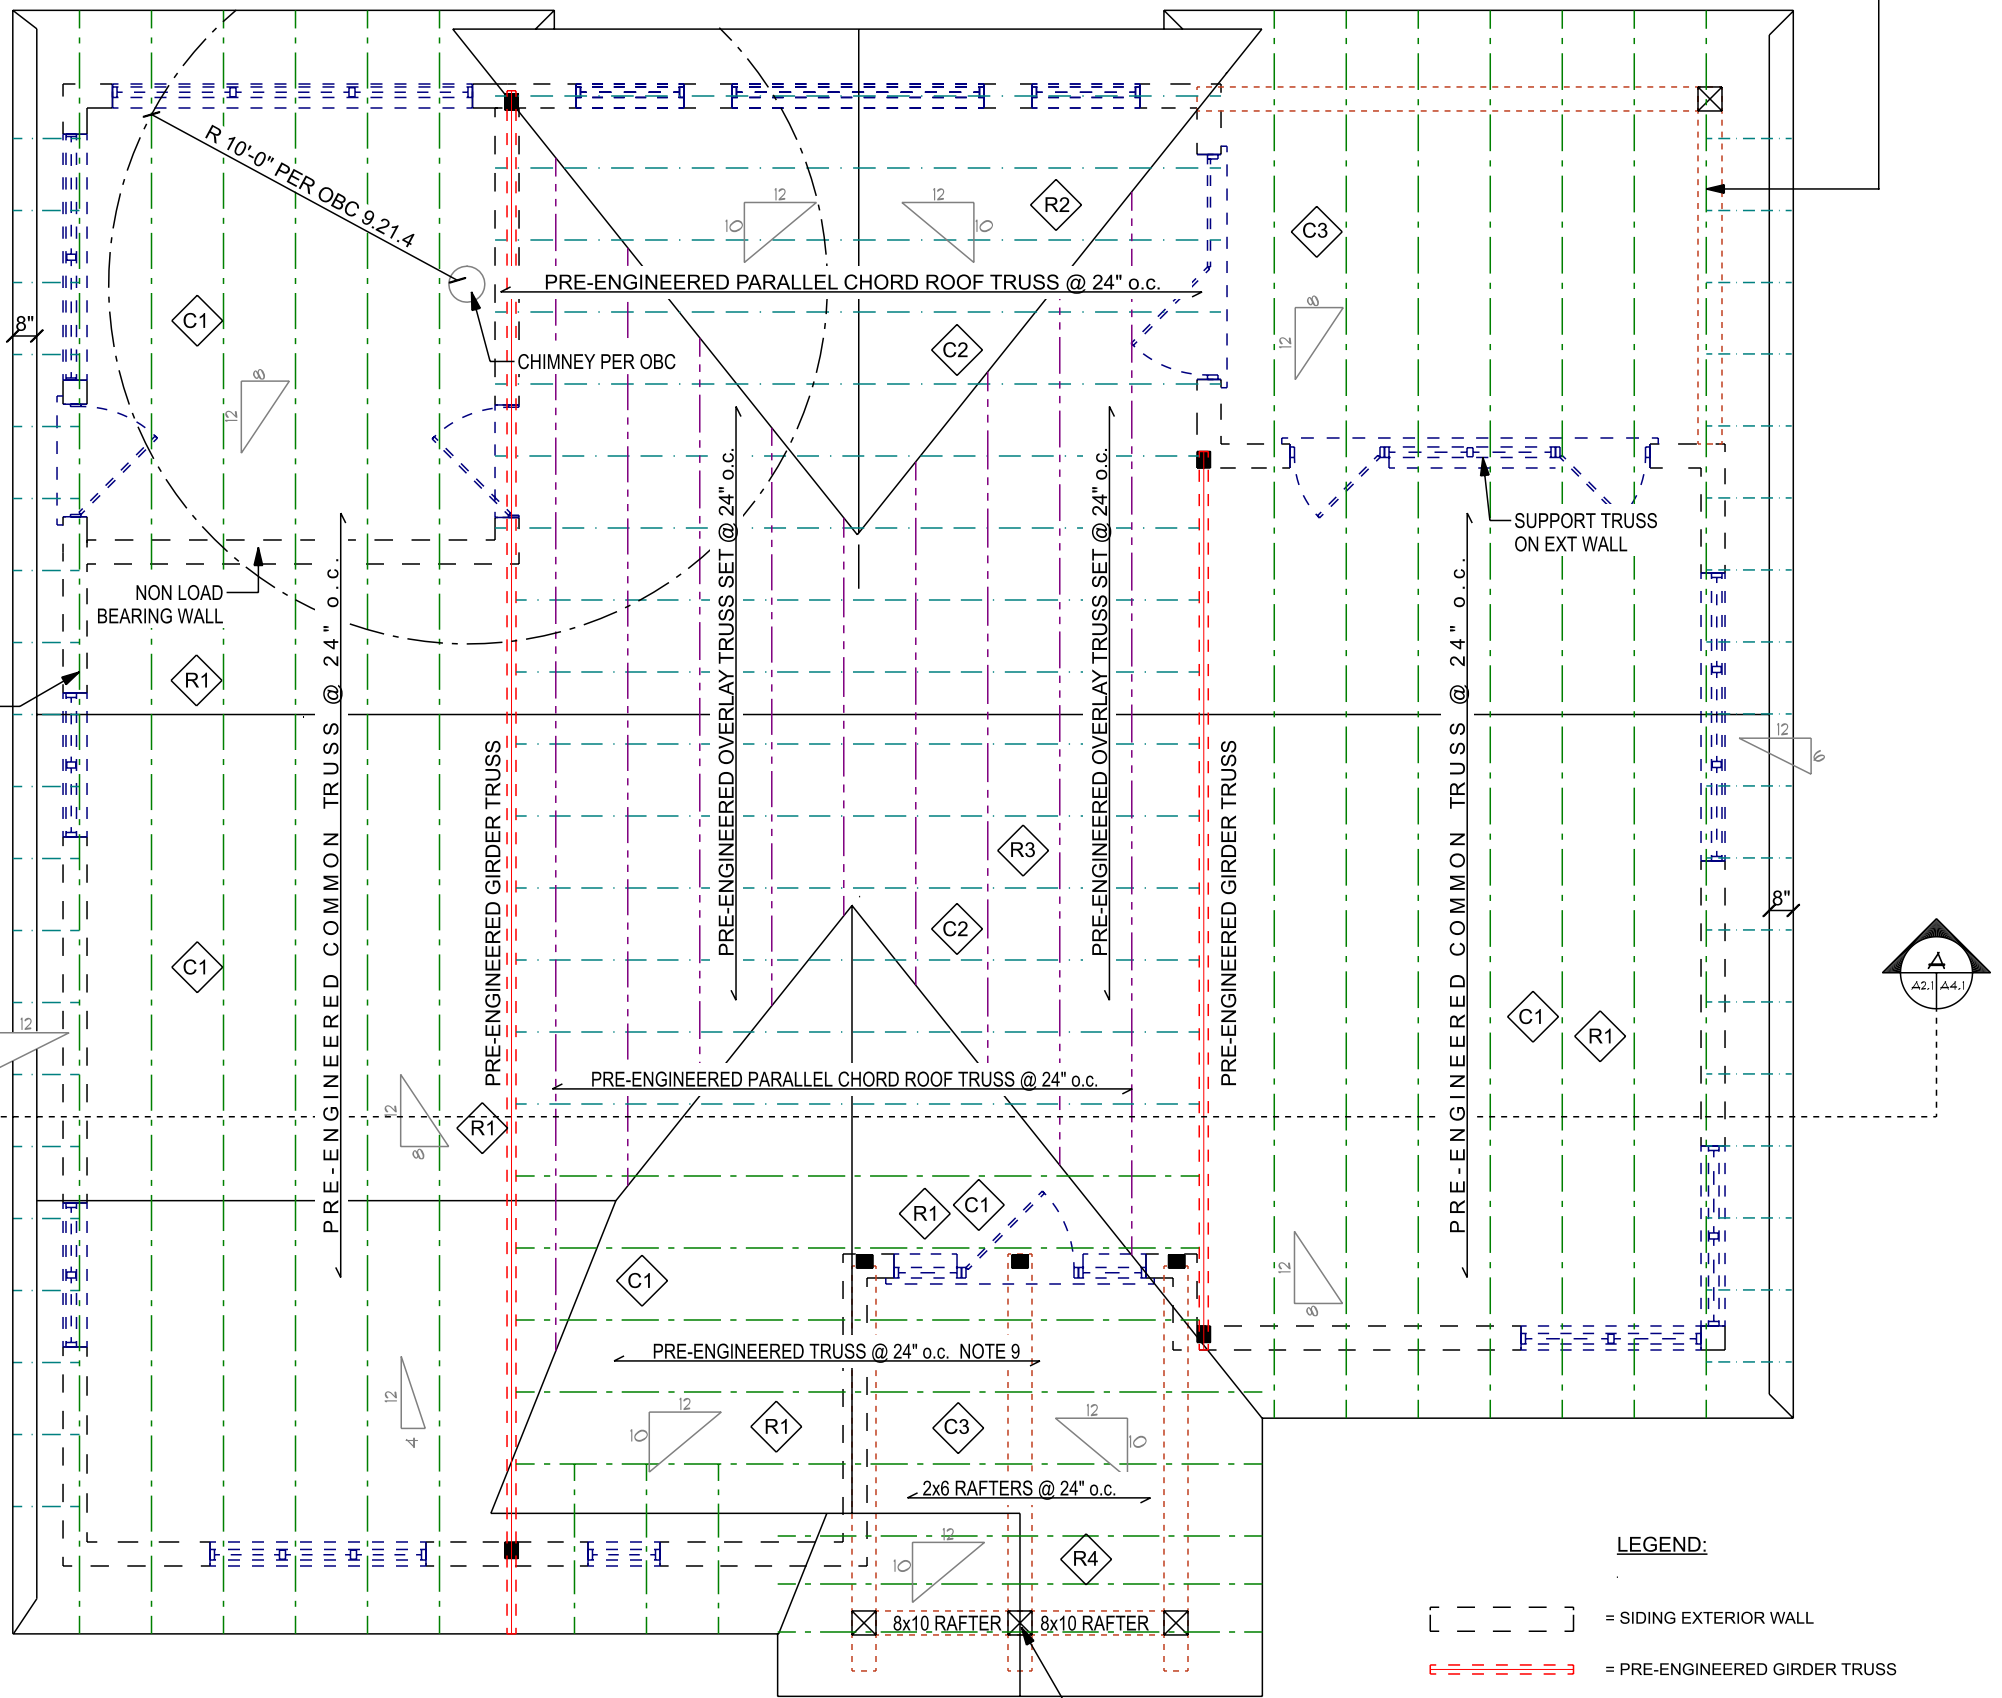 12
12
R2
R 10'-0" PER OBC 9.21.4
10
10
C3
PRE-ENGINEERED PARALLEL CHORD ROOF TRUSS @ 24" o.c.
8
C1
8"
12
C2
CHIMNEY PER OBC
8
12
SUPPORT TRUSS
ON EXT WALL
NON LOAD
BEARING WALL
R1
PRE-ENGINEERED COMMON TRUSS @ 24" o.c.
PRE-ENGINEERED GIRDER TRUSS
PRE-ENGINEERED OVERLAY TRUSS SET @ 24" o.c.
PRE-ENGINEERED OVERLAY TRUSS SET @ 24" o.c.
PRE-ENGINEERED GIRDER TRUSS
PRE-ENGINEERED COMMON TRUSS @ 24" o.c.
12
6
R3
8"
C2
C1
A
A2.1
A4.1
C1
R1
12
PRE-ENGINEERED PARALLEL CHORD ROOF TRUSS @ 24" o.c.
12
8
R1
R1
C1
C1
12
8
PRE-ENGINEERED TRUSS @ 24" o.c. NOTE 9
12
4
12
10
R1
C3
12
10
2x6 RAFTERS @ 24" o.c.
12
10
R4
LEGEND:
8x10 RAFTER
8x10 RAFTER
= SIDING EXTERIOR WALL
= PRE-ENGINEERED GIRDER TRUSS